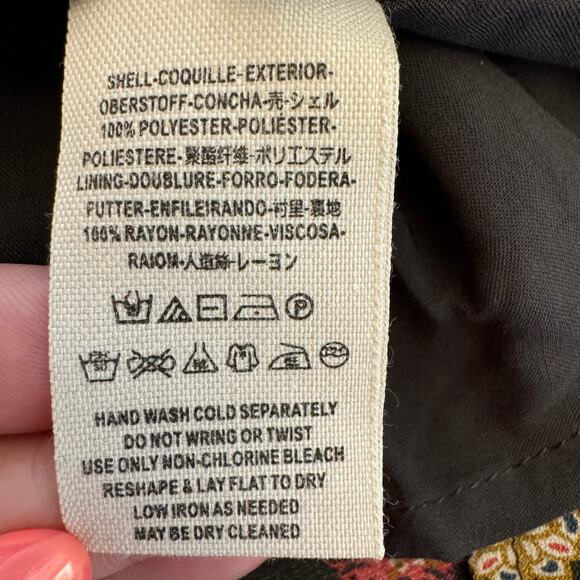 SHELL-COQUILLE-EXTERIOR-
OBERSTOFF-CONCHA-売-シェル
100% POLYESTER-POLIÉSTER-
POLIESTERE-聚酯纤维-ポリエステル
LINING-DOUBLURE-FORRO-FODERA-
FUTTER-ENFILEIRANDO-衬里-裏地
100% RAYON-RAYONNE-VISCOSA-
RAIOM-人造絲-レーヨン
P
HAND WASH COLD SEPARATELY
DO NOT WRING OR TWIST
USE ONLY NON-CHLORINE BLEACH
RESHAPE & LAY FLAT TO DRY
LOW IRON AS NEEDED
MAY BE DRY CLEANED